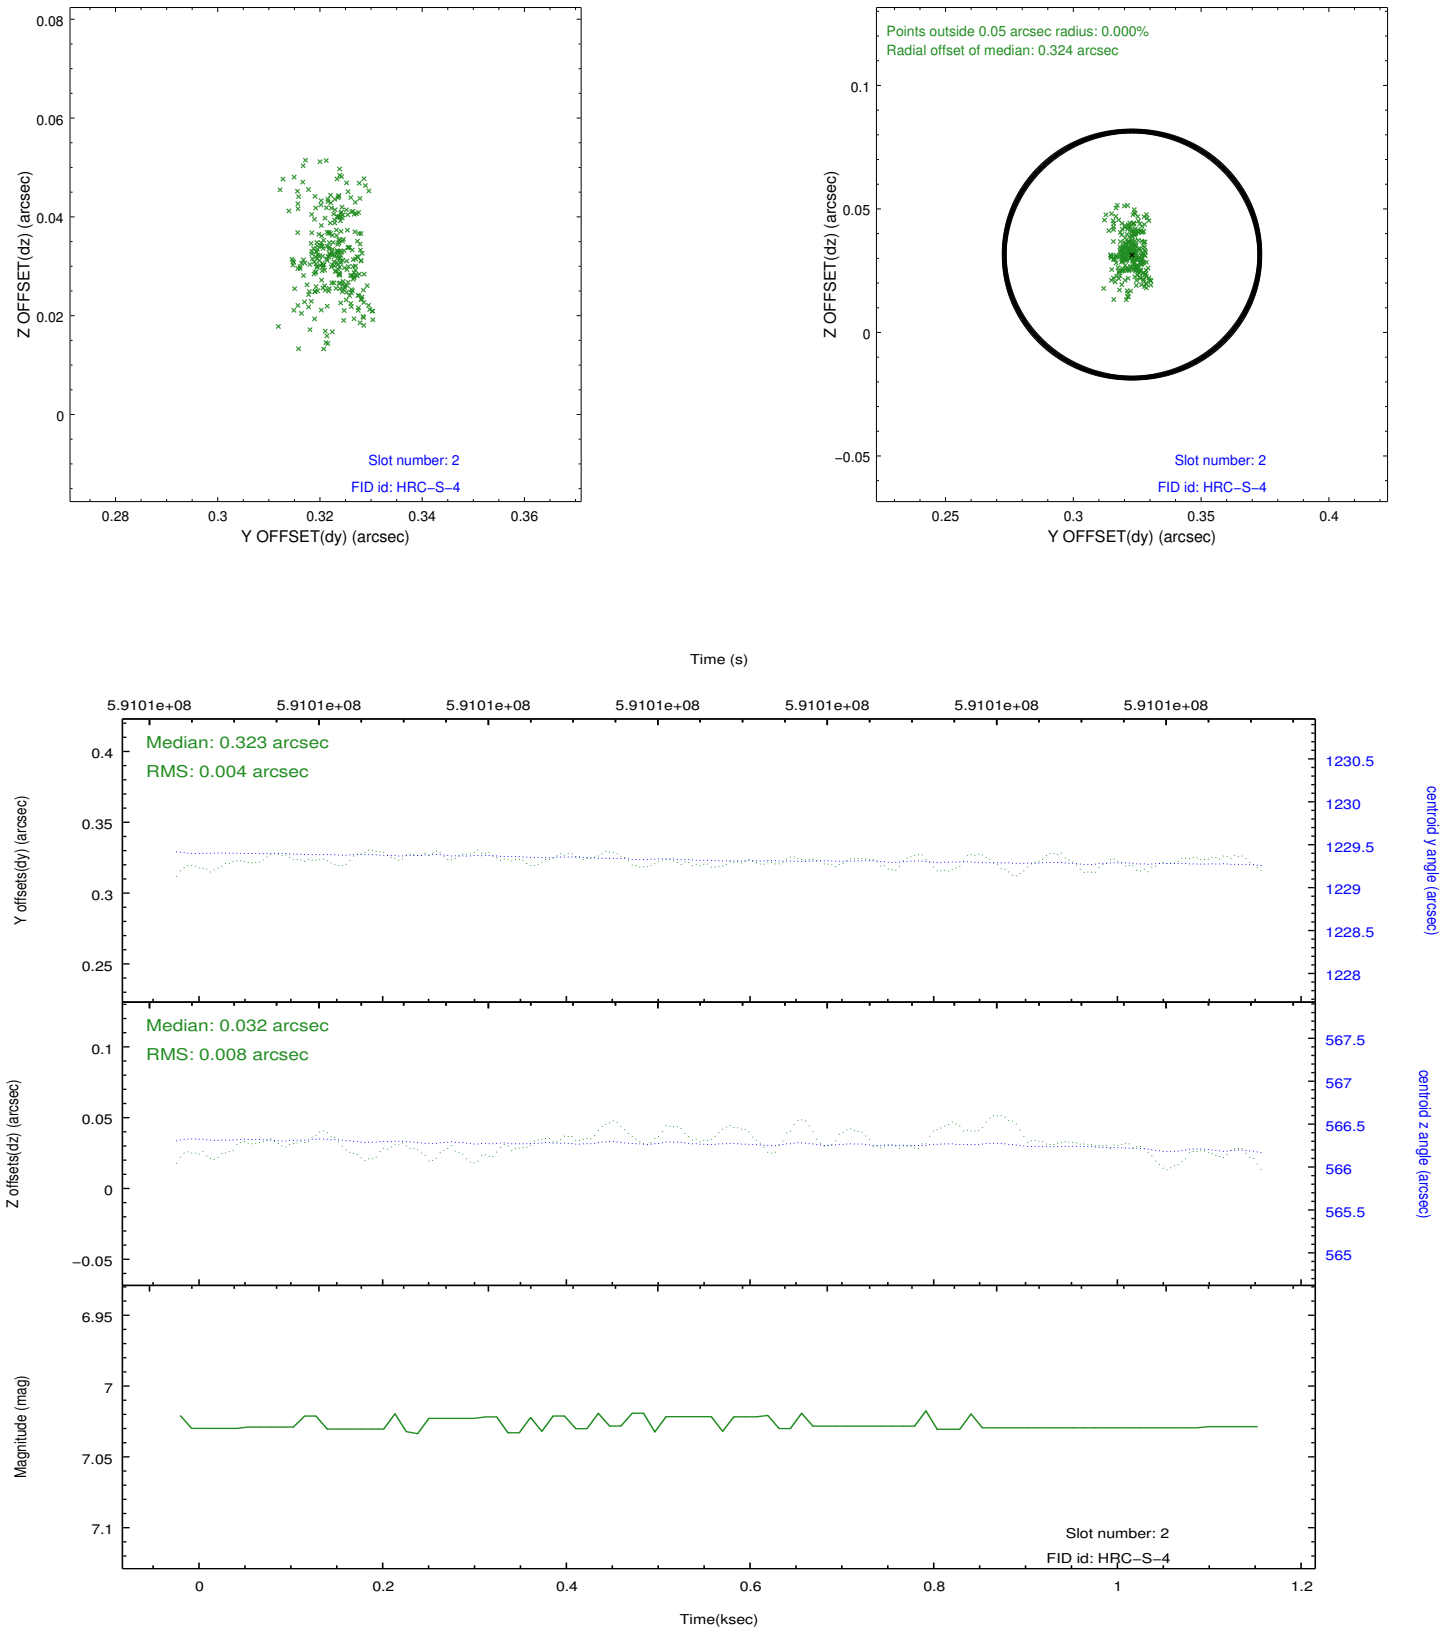 0.08
0.06
0.04
0.02
0
Z OFFSET(dz) (arcsec)
Slot number: 2
FID id: HRC-S-4
0.28 0.3 0.32 0.34 0.36
Y OFFSET(dy) (arcsec)
Points outside 0.05 arcsec radius: 0.000%
Radial offset of median: 0.324 arcsec
0.1
0.05
0
−0.05
Z OFFSET(dz) (arcsec)
Slot number: 2
FID id: HRC-S-4
0.25 0.3 0.35 0.4
Y OFFSET(dy) (arcsec)
Time (s)
5.9101e+08 5.9101e+08 5.9101e+08 5.9101e+08 5.9101e+08 5.9101e+08 5.9101e+08
Median: 0.323 arcsec
RMS: 0.004 arcsec
0.4
0.35
0.3
0.25
Y offsets(dy) (arcsec)
1230.5
1230
1229.5
1229
1228.5
1228
centroid y angle (arcsec)
Median: 0.032 arcsec
RMS: 0.008 arcsec
0.1
0.05
0
−0.05
Z offsets(dz) (arcsec)
567.5
567
566.5
566
565.5
565
centroid z angle (arcsec)
6.95
7
7.05
7.1
Magnitude (mag)
Slot number: 2
FID id: HRC-S-4
0 0.2 0.4 0.6 0.8 1 1.2
Time(ksec)